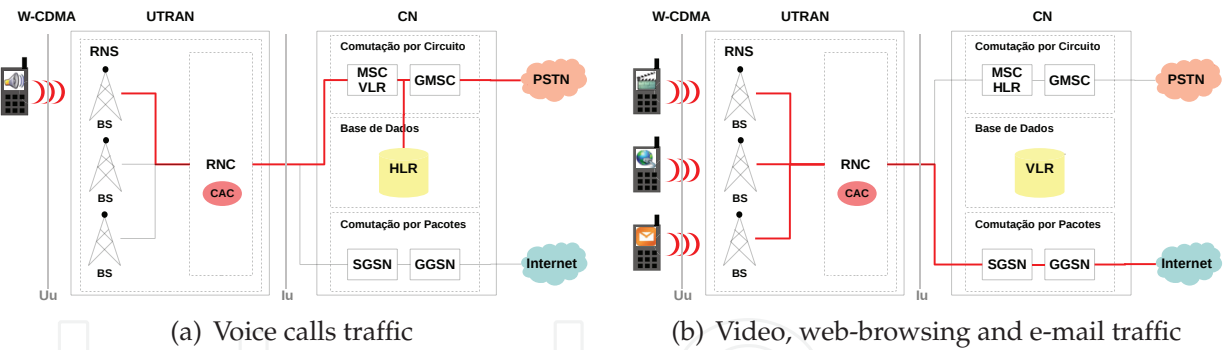 W-CDMA UTRAN CN
RNS
Comutação por Circuito
MSC
VLR
GMSC
PSTN
BS
Base de Dados
RNC
HLR
CAC
BS
Comutação por Pacotes
SGSN
GGSN
Internet
BS
Uu
Iu
(a) Voice calls traffic
W-CDMA UTRAN CN
RNS
Comutação por Circuito
MSC
HLR
GMSC
PSTN
BS
Base de Dados
RNC
VLR
CAC
BS
Comutação por Pacotes
SGSN
GGSN
Internet
BS
Uu
Iu
(b) Video, web-browsing and e-mail traffic